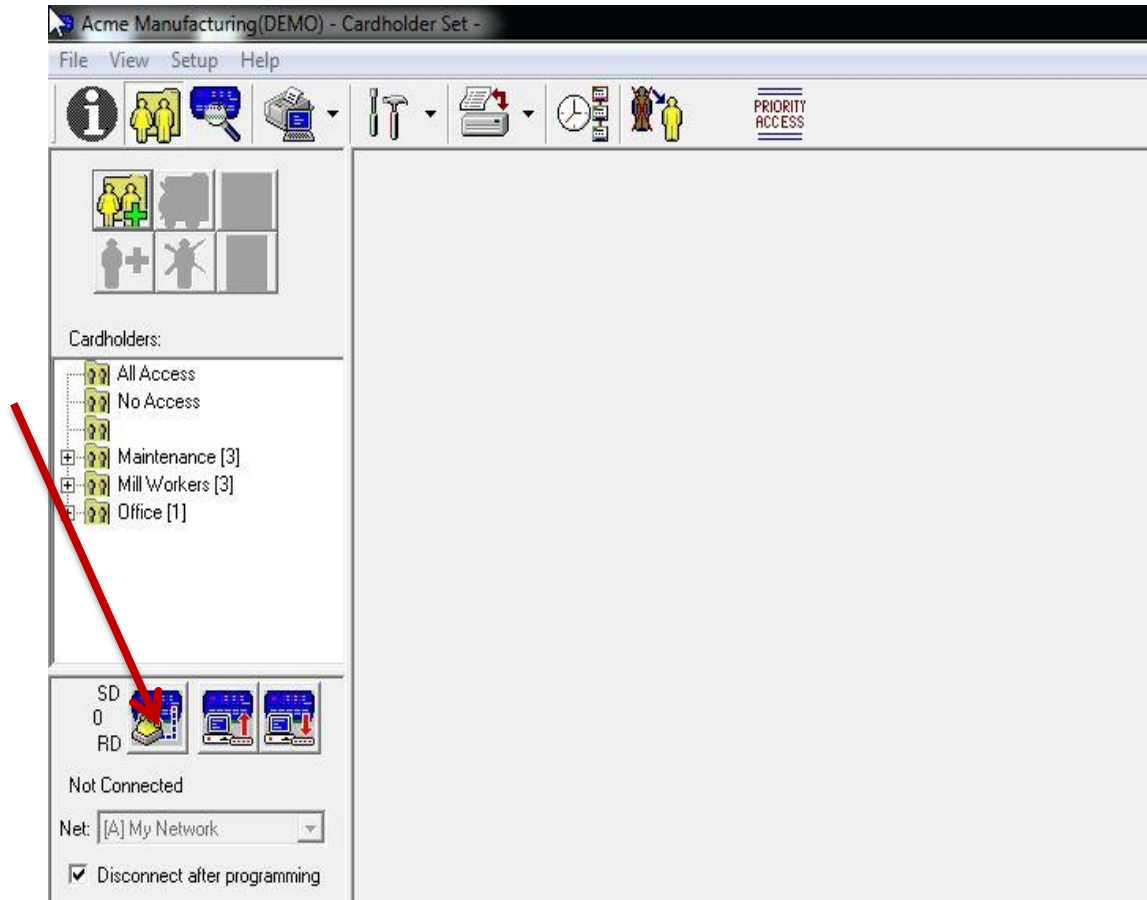 Acme Manufacturing(DEMO) - Cardholder Set -
File View Setup Help
PRIORITY
ACCESS
Cardholders:
All Access
No Access
Maintenance [3]
Mill Workers [3]
Office [1]
SD
0
RD
Not Connected
Net: [A] My Network
Disconnect after programming